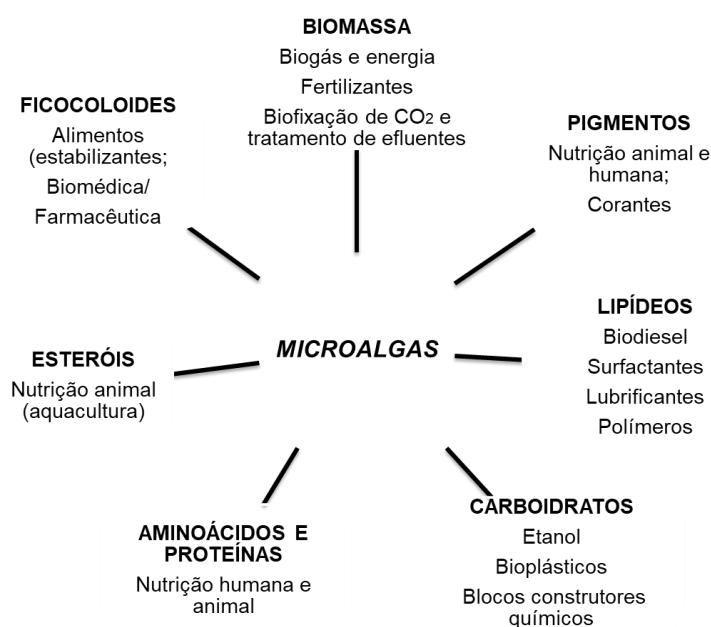 BIOMASSA
Biogás e energia
Fertilizantes
Biofixação de CO2 e
tratamento de efluentes
FICOCOLOIDES
Alimentos
(estabilizantes;
Biomédica/
Farmacêutica
PIGMENTOS
Nutrição animal e
humana;
Corantes
MICROALGAS
LIPÍDEOS
Biodiesel
Surfactantes
Lubrificantes
Polímeros
ESTERÓIS
Nutrição animal
(aquacultura)
AMINOÁCIDOS E
PROTEÍNAS
Nutrição humana e
animal
CARBOIDRATOS
Etanol
Bioplásticos
Blocos construtores
químicos